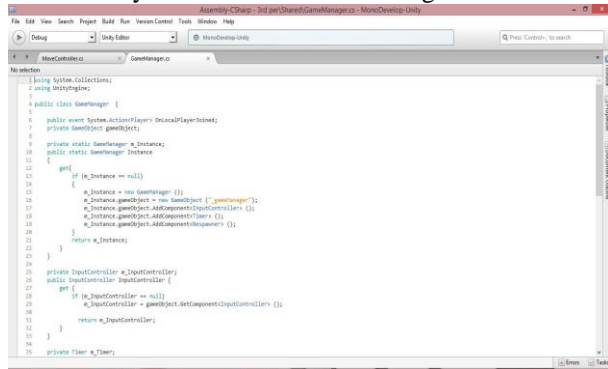 Assembly-CSharp - 3rd per\Shared\GameManager.cs - MonoDevelop-Unity
File Edit View Search Project Build Run Version Control Tools Window Help
Debug
Unity Editor
MonoDevelop-Unity
Press 'Control+,' to search
MoveController.cs
GameManager.cs
No selection
1 using System.Collections;
2 using UnityEngine;
3
4 public class GameManager {
5
6 public event System.Action<Player> OnLocalPlayerJoined;
7 private GameObject gameObject;
8
9 private static GameManager m_Instance;
10 public static GameManager Instance
11 {
12 get{
13 if (m_Instance == null)
14 {
15 m_Instance = new GameManager ();
16 m_Instance.gameObject = new GameObject ("_gameManager");
17 m_Instance.gameObject.AddComponent<InputController> ();
18 m_Instance.gameObject.AddComponent<Timer> ();
19 m_Instance.gameObject.AddComponent<Respawner> ();
20 }
21 return m_Instance;
22 }
23 }
24
25 private InputController m_InputController;
26 public InputController InputController {
27 get {
28 if (m_InputController == null)
29 m_InputController = gameObject.GetComponent<InputController> ();
30
31 return m_InputController;
32 }
33 }
34
35 private Timer m_Timer;
Errors Tasks